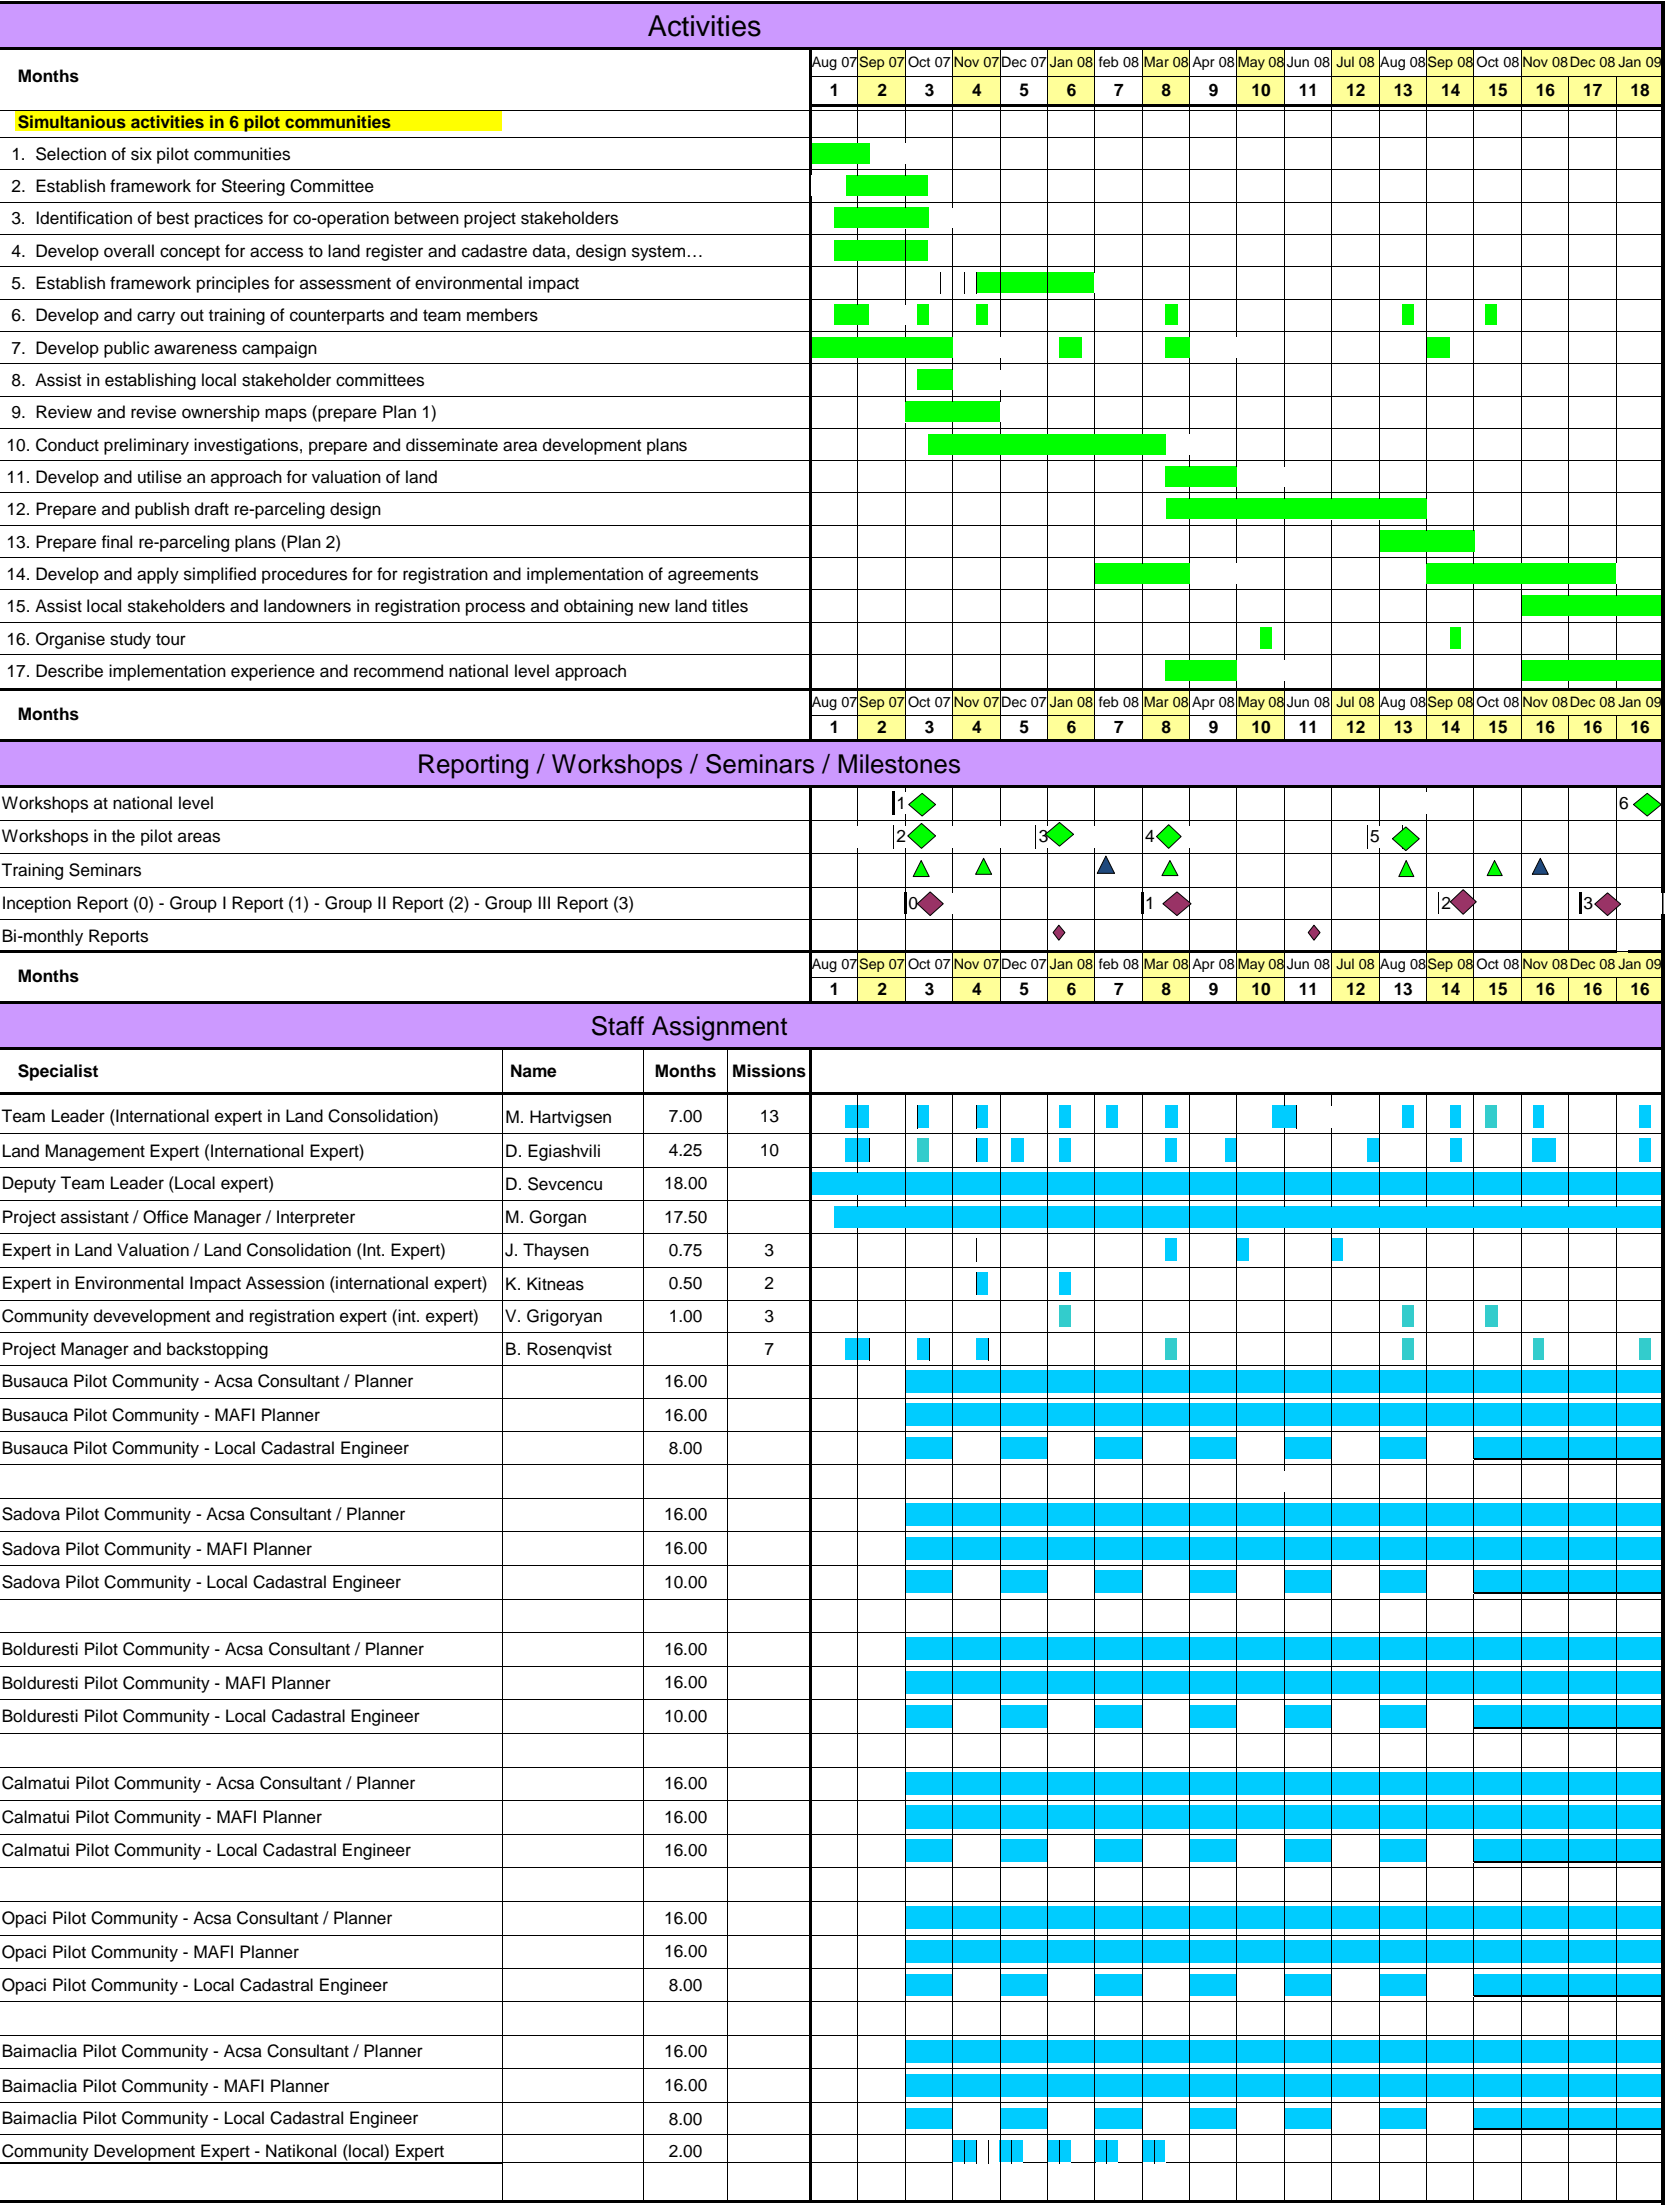 Activities
Months Aug 07 Sep 07 Oct 07 Nov 07 Dec 07 Jan 08 feb 08 Mar 08 Apr 08 May 08 Jun 08 Jul 08 Aug 08 Sep 08 Oct 08 Nov 08 Dec 08 Jan 09
1 2 3 4 5 6 7 8 9 10 11 12 13 14 15 16 17 18
Simultanious activities in 6 pilot communities
1. Selection of six pilot communities
2. Establish framework for Steering Committee
3. Identification of best practices for co-operation between project stakeholders
4. Develop overall concept for access to land register and cadastre data, design system…
5. Establish framework principles for assessment of environmental impact
6. Develop and carry out training of counterparts and team members
7. Develop public awareness campaign
8. Assist in establishing local stakeholder committees
9. Review and revise ownership maps (prepare Plan 1)
10. Conduct preliminary investigations, prepare and disseminate area development plans
11. Develop and utilise an approach for valuation of land
12. Prepare and publish draft re-parceling design
13. Prepare final re-parceling plans (Plan 2)
14. Develop and apply simplified procedures for for registration and implementation of agreements
15. Assist local stakeholders and landowners in registration process and obtaining new land titles
16. Organise study tour
17. Describe implementation experience and recommend national level approach
Months Aug 07 Sep 07 Oct 07 Nov 07 Dec 07 Jan 08 feb 08 Mar 08 Apr 08 May 08 Jun 08 Jul 08 Aug 08 Sep 08 Oct 08 Nov 08 Dec 08 Jan 09
1 2 3 4 5 6 7 8 9 10 11 12 13 14 15 16 16 16
Reporting / Workshops / Seminars / Milestones
Workshops at national level 1 6
Workshops in the pilot areas 2 3 4 5
Training Seminars
Inception Report (0) - Group I Report (1) - Group II Report (2) - Group III Report (3) 0 1 2 3
Bi-monthly Reports
Months Aug 07 Sep 07 Oct 07 Nov 07 Dec 07 Jan 08 feb 08 Mar 08 Apr 08 May 08 Jun 08 Jul 08 Aug 08 Sep 08 Oct 08 Nov 08 Dec 08 Jan 09
1 2 3 4 5 6 7 8 9 10 11 12 13 14 15 16 16 16
Staff Assignment
Specialist Name Months Missions
Team Leader (International expert in Land Consolidation) M. Hartvigsen 7.00 13
Land Management Expert (International Expert) D. Egiashvili 4.25 10
Deputy Team Leader (Local expert) D. Sevcencu 18.00
Project assistant / Office Manager / Interpreter M. Gorgan 17.50
Expert in Land Valuation / Land Consolidation (Int. Expert) J. Thaysen 0.75 3
Expert in Environmental Impact Assession (international expert) K. Kitneas 0.50 2
Community devevelopment and registration expert (int. expert) V. Grigoryan 1.00 3
Project Manager and backstopping B. Rosenqvist 7
Busauca Pilot Community - Acsa Consultant / Planner 16.00
Busauca Pilot Community - MAFI Planner 16.00
Busauca Pilot Community - Local Cadastral Engineer 8.00
Sadova Pilot Community - Acsa Consultant / Planner 16.00
Sadova Pilot Community - MAFI Planner 16.00
Sadova Pilot Community - Local Cadastral Engineer 10.00
Bolduresti Pilot Community - Acsa Consultant / Planner 16.00
Bolduresti Pilot Community - MAFI Planner 16.00
Bolduresti Pilot Community - Local Cadastral Engineer 10.00
Calmatui Pilot Community - Acsa Consultant / Planner 16.00
Calmatui Pilot Community - MAFI Planner 16.00
Calmatui Pilot Community - Local Cadastral Engineer 16.00
Opaci Pilot Community - Acsa Consultant / Planner 16.00
Opaci Pilot Community - MAFI Planner 16.00
Opaci Pilot Community - Local Cadastral Engineer 8.00
Baimaclia Pilot Community - Acsa Consultant / Planner 16.00
Baimaclia Pilot Community - MAFI Planner 16.00
Baimaclia Pilot Community - Local Cadastral Engineer 8.00
Community Development Expert - Natikonal (local) Expert 2.00